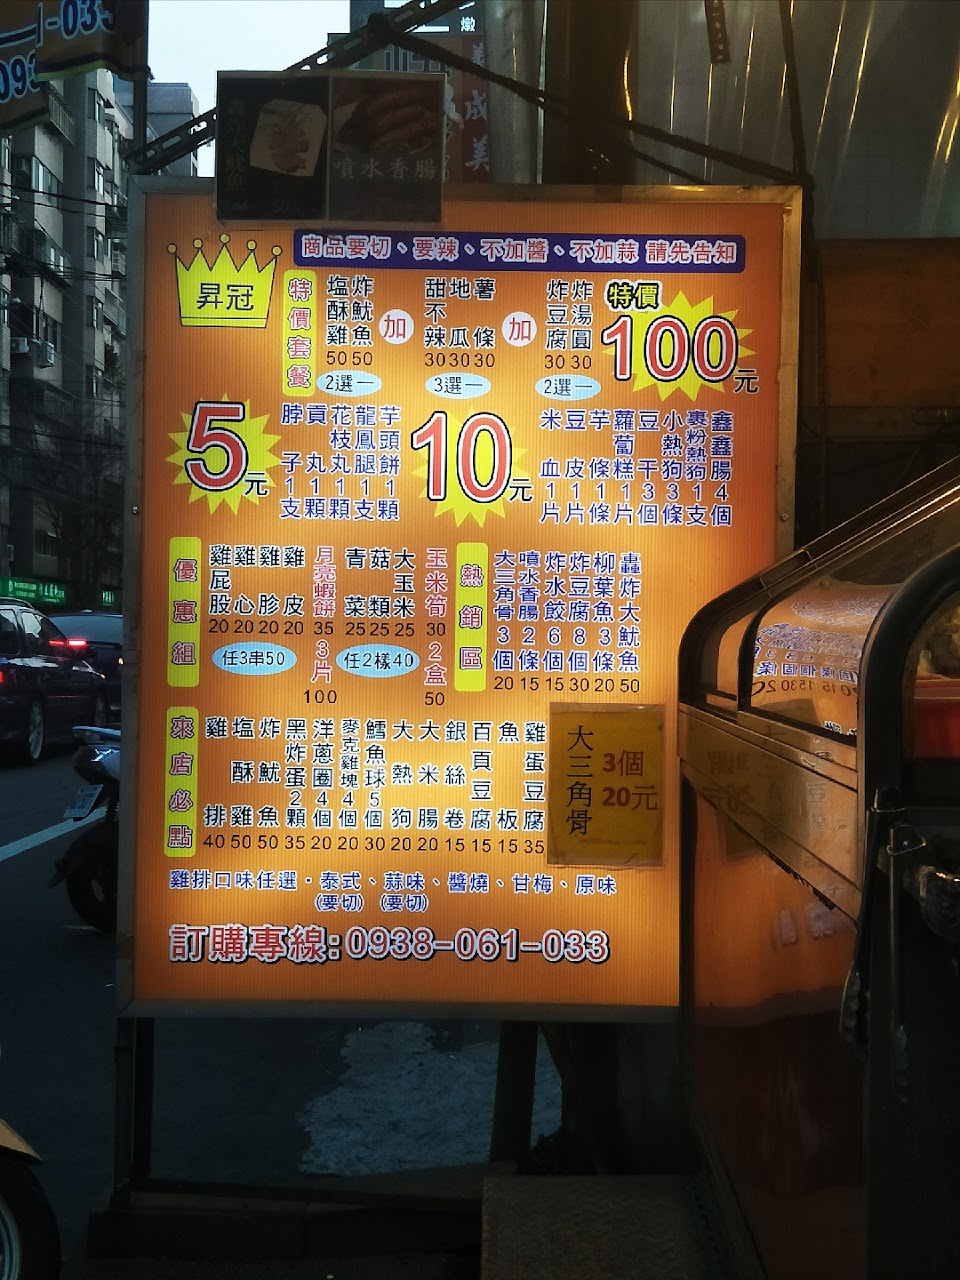 -033
093
燉
美
成
美
噴水香腸
商品要切、要辣、不加醬、不加蒜 請先告知
昇冠
特價套餐
塩酥雞 50
炸魷魚 50
2選一
加
甜不辣 30
地瓜 30
薯條 30
3選一
加
炸豆腐 30
炸湯圓 30
2選一
特價
100元
5元
脖子1支
貢丸1顆
花枝丸1顆
龍鳳腿1支
芋頭餅1顆
10元
米血1片
豆皮1片
芋條1條
蘿蔔糕1片
豆干3個
小熱狗3條
裹粉熱狗1支
鑫鑫腸4個
優惠組
雞屁股 20
雞心 20
雞胗 20
雞皮 20
任3串50
月亮蝦餅 35
3片
100
青菜 25
菇類 25
大玉米 25
任2樣40
玉米筍 30
2盒
50
熱銷區
大三角骨3個 20
噴水香腸2條 15
炸水餃6個 15
炸豆腐8個 30
柳葉魚3條 20
轟炸大魷魚 50
來店必點
雞排 40
塩酥雞 50
炸魷魚 50
黑炸蛋2顆 35
洋蔥圈4個 20
麥克雞塊4個 20
鱈魚球5個 30
大熱狗 20
大米腸 20
銀絲卷 15
百頁豆腐 15
魚板 15
雞蛋豆腐 35
大三角骨
3個
20元
雞排口味任選·泰式、蒜味、醬燒、甘梅、原味
(要切) (要切)
訂購專線:0938-061-033